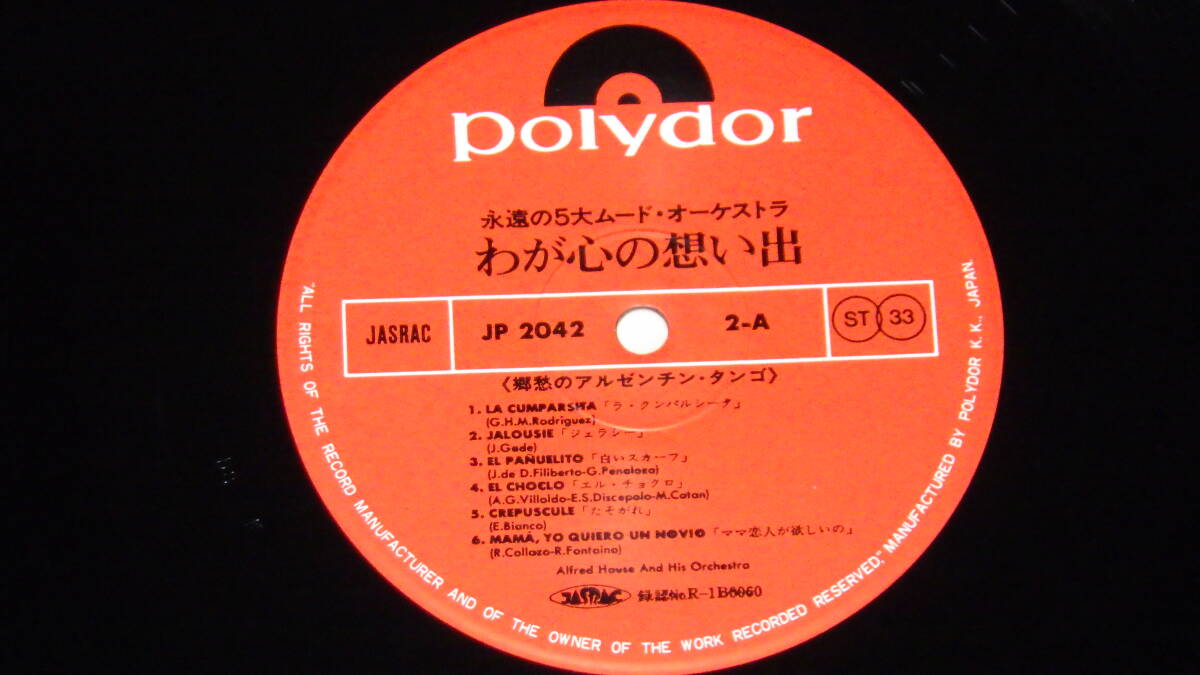 polydor
永遠の5大ムード・オーケストラ
わが心の想い出
JASRAC
JP 2042
2-A
ST 33
〈郷愁のアルゼンチン・タンゴ〉
1. LA CUMPARSITA「ラ・クンパルシータ」
(G.H.M.Rodriguez)
2. JALOUSIE「ジェラシー」
(J.Gade)
3. EL PAÑUELITO「白いスカーフ」
(J.de D.Filiberto-G.Penaloza)
4. EL CHOCLO「エル・チョクロ」
(A.G.Villoldo-E.S.Discepolo-M.Catan)
5. CREPUSCULE「たそがれ」
(E.Bianco)
6. MAMÁ, YO QUIERO UN NOVIO「ママ恋人が欲しいの」
(R.Collazo-R.Fontaina)
Alfred Hause And His Orchestra
JASRAC 録認No.R-1B6060
"ALL RIGHTS OF THE RECORD MANUFACTURER AND OF THE OWNER OF THE WORK RECORDED RESERVED," MANUFACTURED BY POLYDOR K.K., JAPAN.